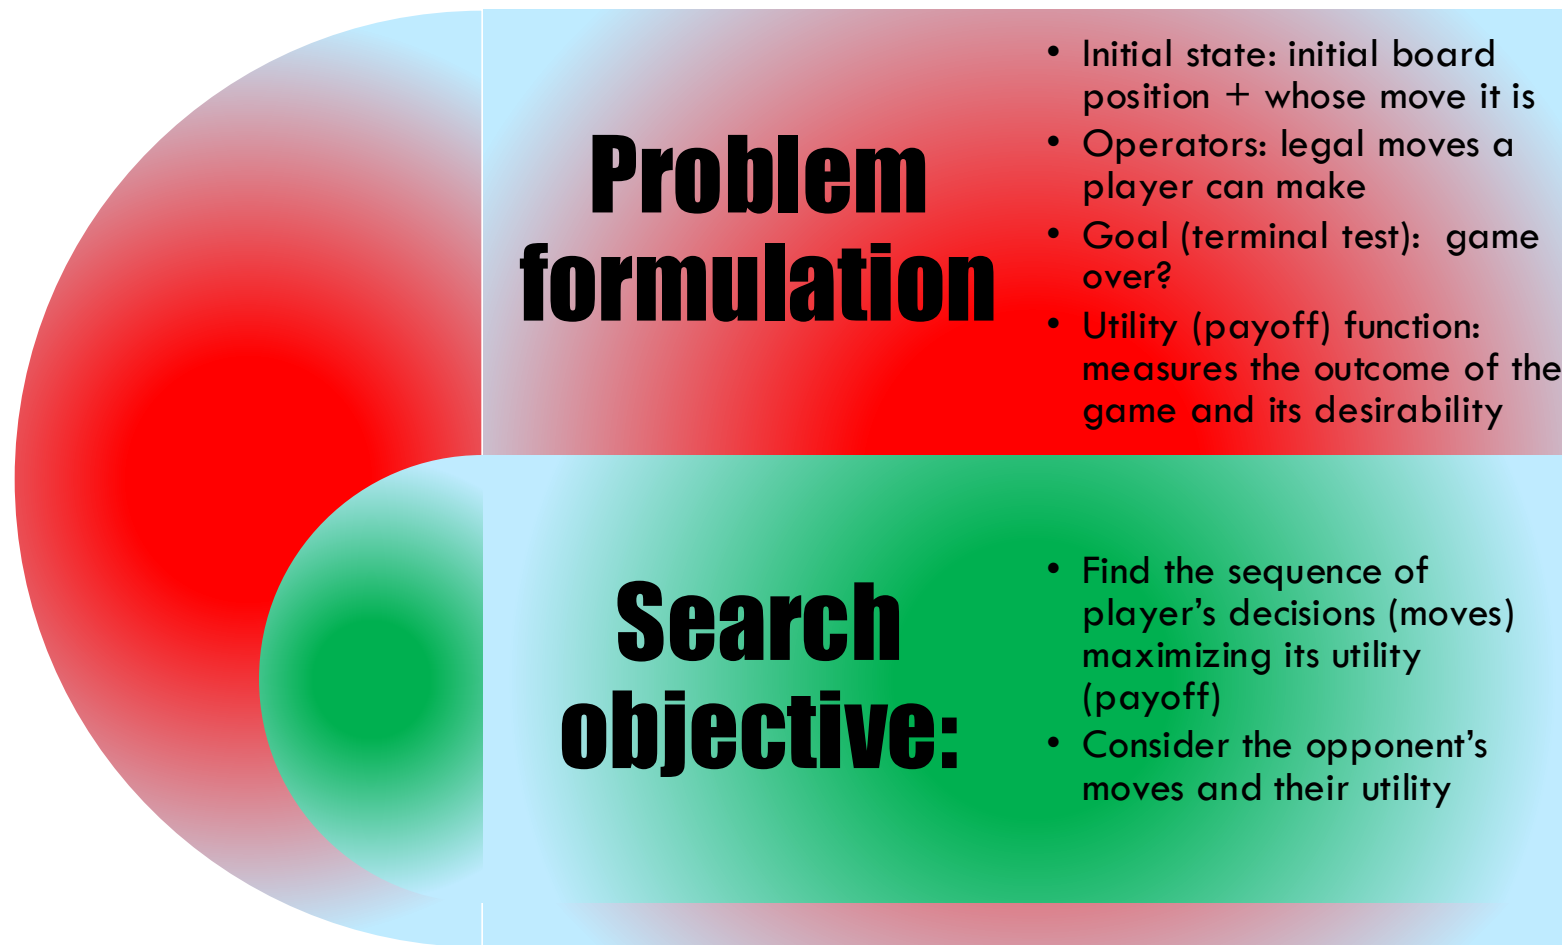 Problem
formulation
• Initial state: initial board
position + whose move it is
• Operators: legal moves a
player can make
• Goal (terminal test):  game
over?
• Utility (payoff) function:
measures the outcome of the
game and its desirability
Search
objective:
• Find the sequence of
player’s decisions (moves)
maximizing its utility
(payoff)
• Consider the opponent’s
moves and their utility